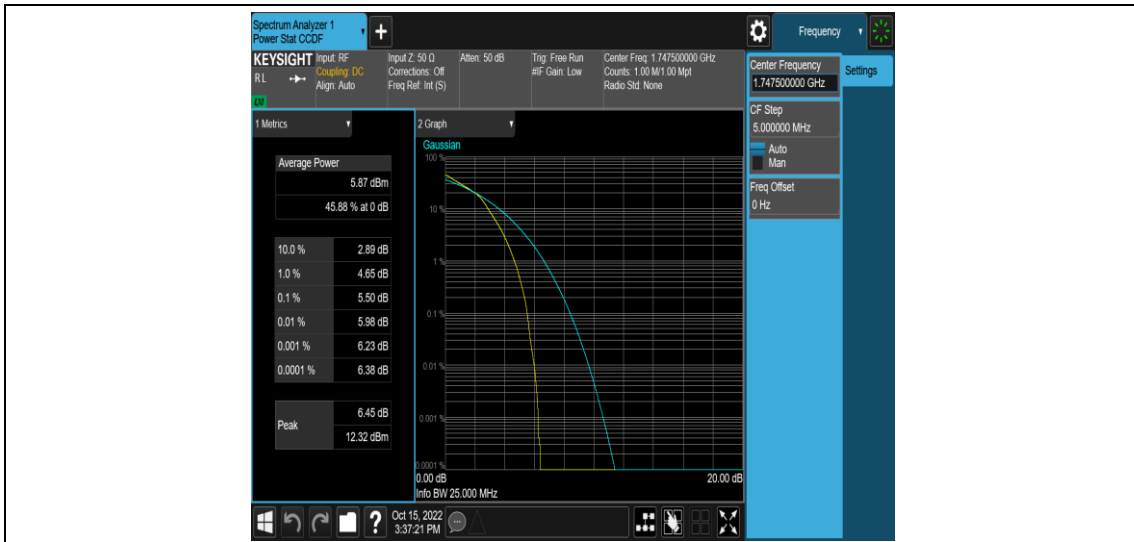 Spectrum Analyzer 1
Power Stat CCDF
Frequency
KEYSIGHT
RL
LXI
Input: RF
Coupling: DC
Align: Auto
Input Z: 50 Ω
Corrections: Off
Freq Ref: Int (S)
Atten: 50 dB
Trig: Free Run
#IF Gain: Low
Center Freq: 1.747500000 GHz
Counts: 1.00 M/1.00 Mpt
Radio Std: None
Center Frequency
1.747500000 GHz
Settings
CF Step
5.000000 MHz
Auto
Man
Freq Offset
0 Hz
1 Metrics
Average Power
5.87 dBm
45.88 % at 0 dB
10.0 % 2.89 dB
1.0 % 4.65 dB
0.1 % 5.50 dB
0.01 % 5.98 dB
0.001 % 6.23 dB
0.0001 % 6.38 dB
Peak
6.45 dB
12.32 dBm
2 Graph
Gaussian
100 %
10 %
1 %
0.1 %
0.01 %
0.001 %
0.0001 %
0.00 dB 20.00 dB
Info BW 25.000 MHz
? Oct 15, 2022
3:37:21 PM